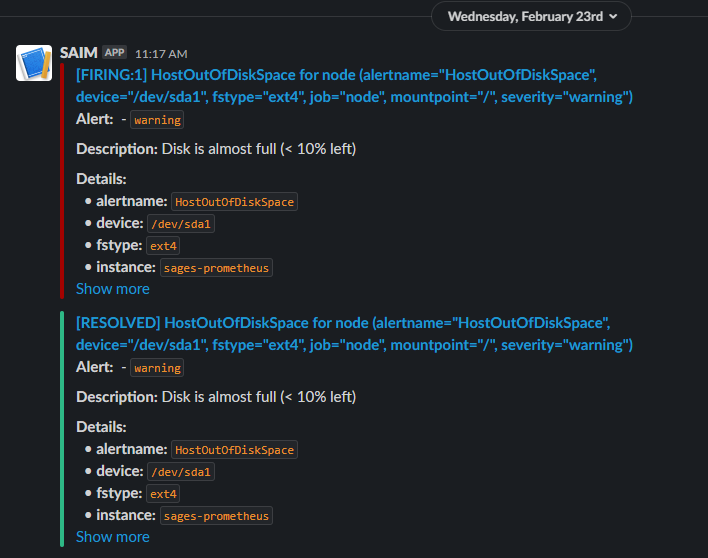 Wednesday, February 23rd
SAIM APP 11:17 AM
[FIRING:1] HostOutOfDiskSpace for node (alertname="HostOutOfDiskSpace",
device="/dev/sda1", fstype="ext4", job="node", mountpoint="/", severity="warning")
Alert: - warning
Description: Disk is almost full (< 10% left)
Details:
• alertname: HostOutOfDiskSpace
• device: /dev/sda1
• fstype: ext4
• instance: sages-prometheus
Show more
[RESOLVED] HostOutOfDiskSpace for node (alertname="HostOutOfDiskSpace",
device="/dev/sda1", fstype="ext4", job="node", mountpoint="/", severity="warning")
Alert: - warning
Description: Disk is almost full (< 10% left)
Details:
• alertname: HostOutOfDiskSpace
• device: /dev/sda1
• fstype: ext4
• instance: sages-prometheus
Show more